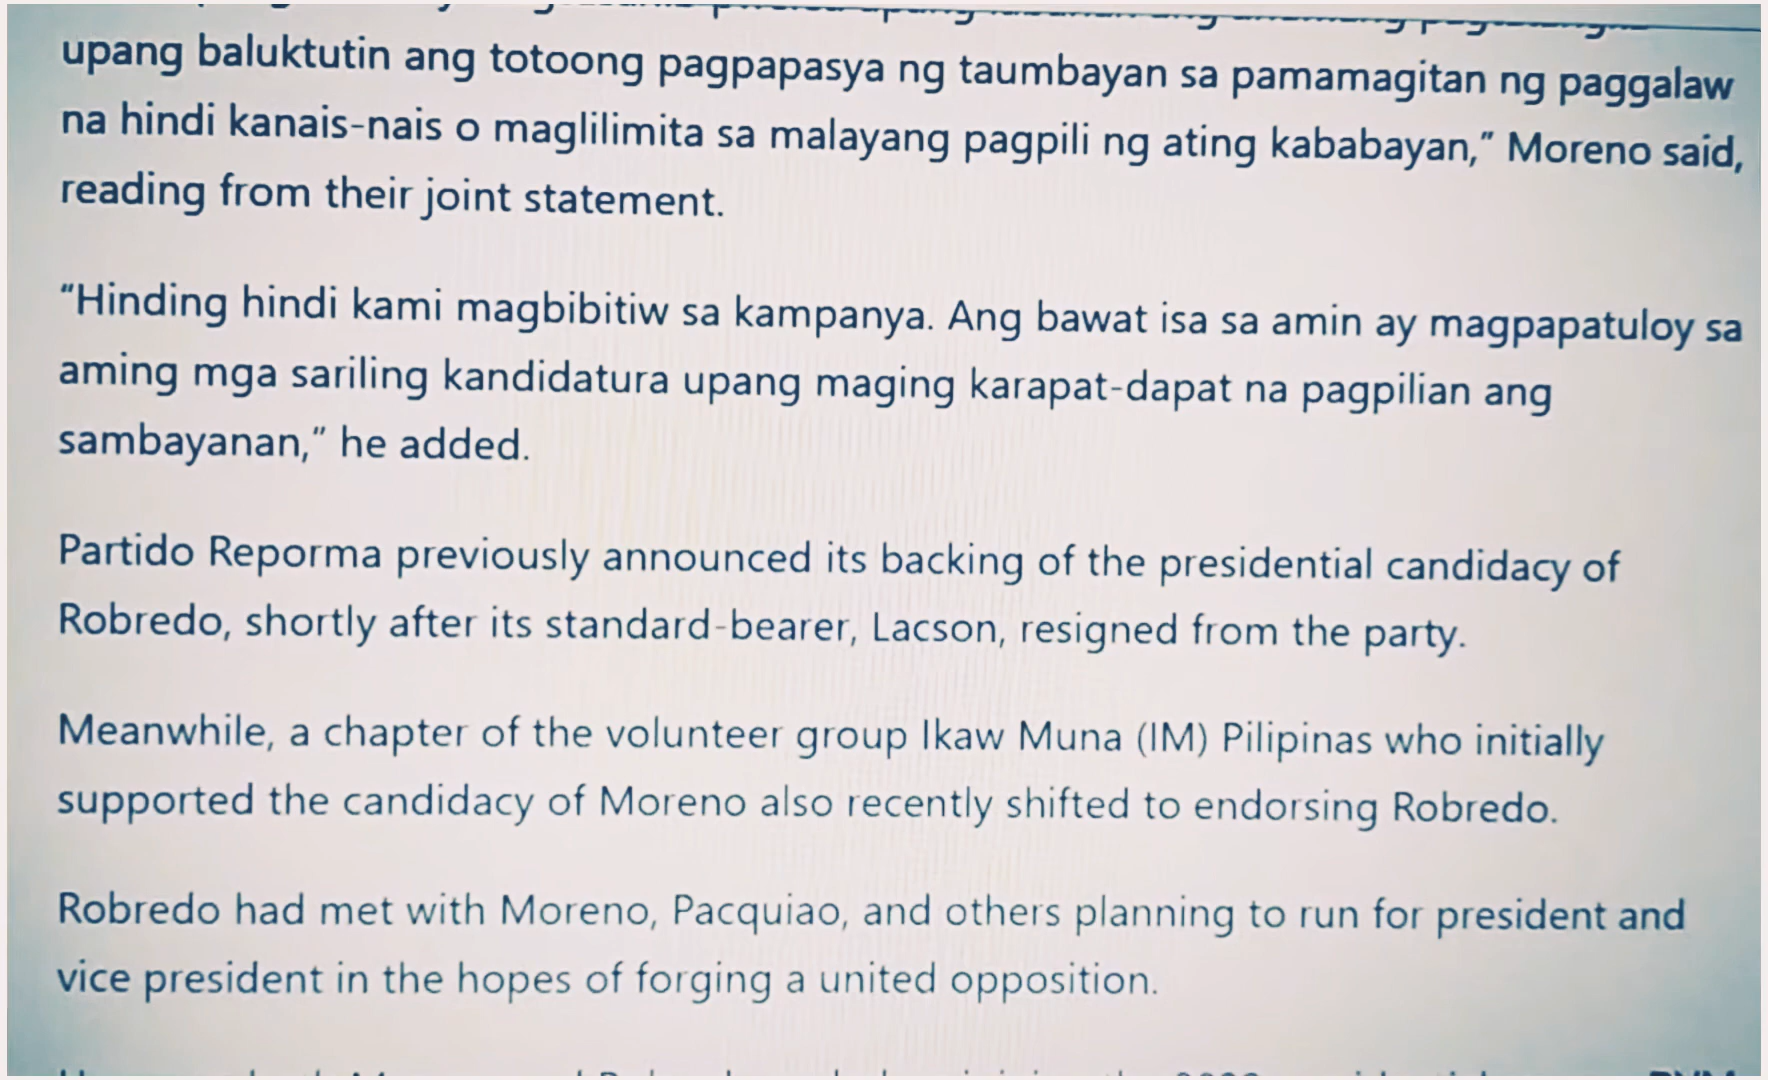 upang baluktutin ang totoong pagpapasya ng taumbayan sa pamamagitan ng paggalaw
na hindi kanais-nais o maglilimita sa malayang pagpili ng ating kababayan,” Moreno said,
reading from their joint statement.
“Hinding hindi kami magbibitiw sa kampanya. Ang bawat isa sa amin ay magpapatuloy sa
aming mga sariling kandidatura upang maging karapat-dapat na pagpilian ang
sambayanan,” he added.
Partido Reporma previously announced its backing of the presidential candidacy of
Robredo, shortly after its standard-bearer, Lacson, resigned from the party.
Meanwhile, a chapter of the volunteer group Ikaw Muna (IM) Pilipinas who initially
supported the candidacy of Moreno also recently shifted to endorsing Robredo.
Robredo had met with Moreno, Pacquiao, and others planning to run for president and
vice president in the hopes of forging a united opposition.